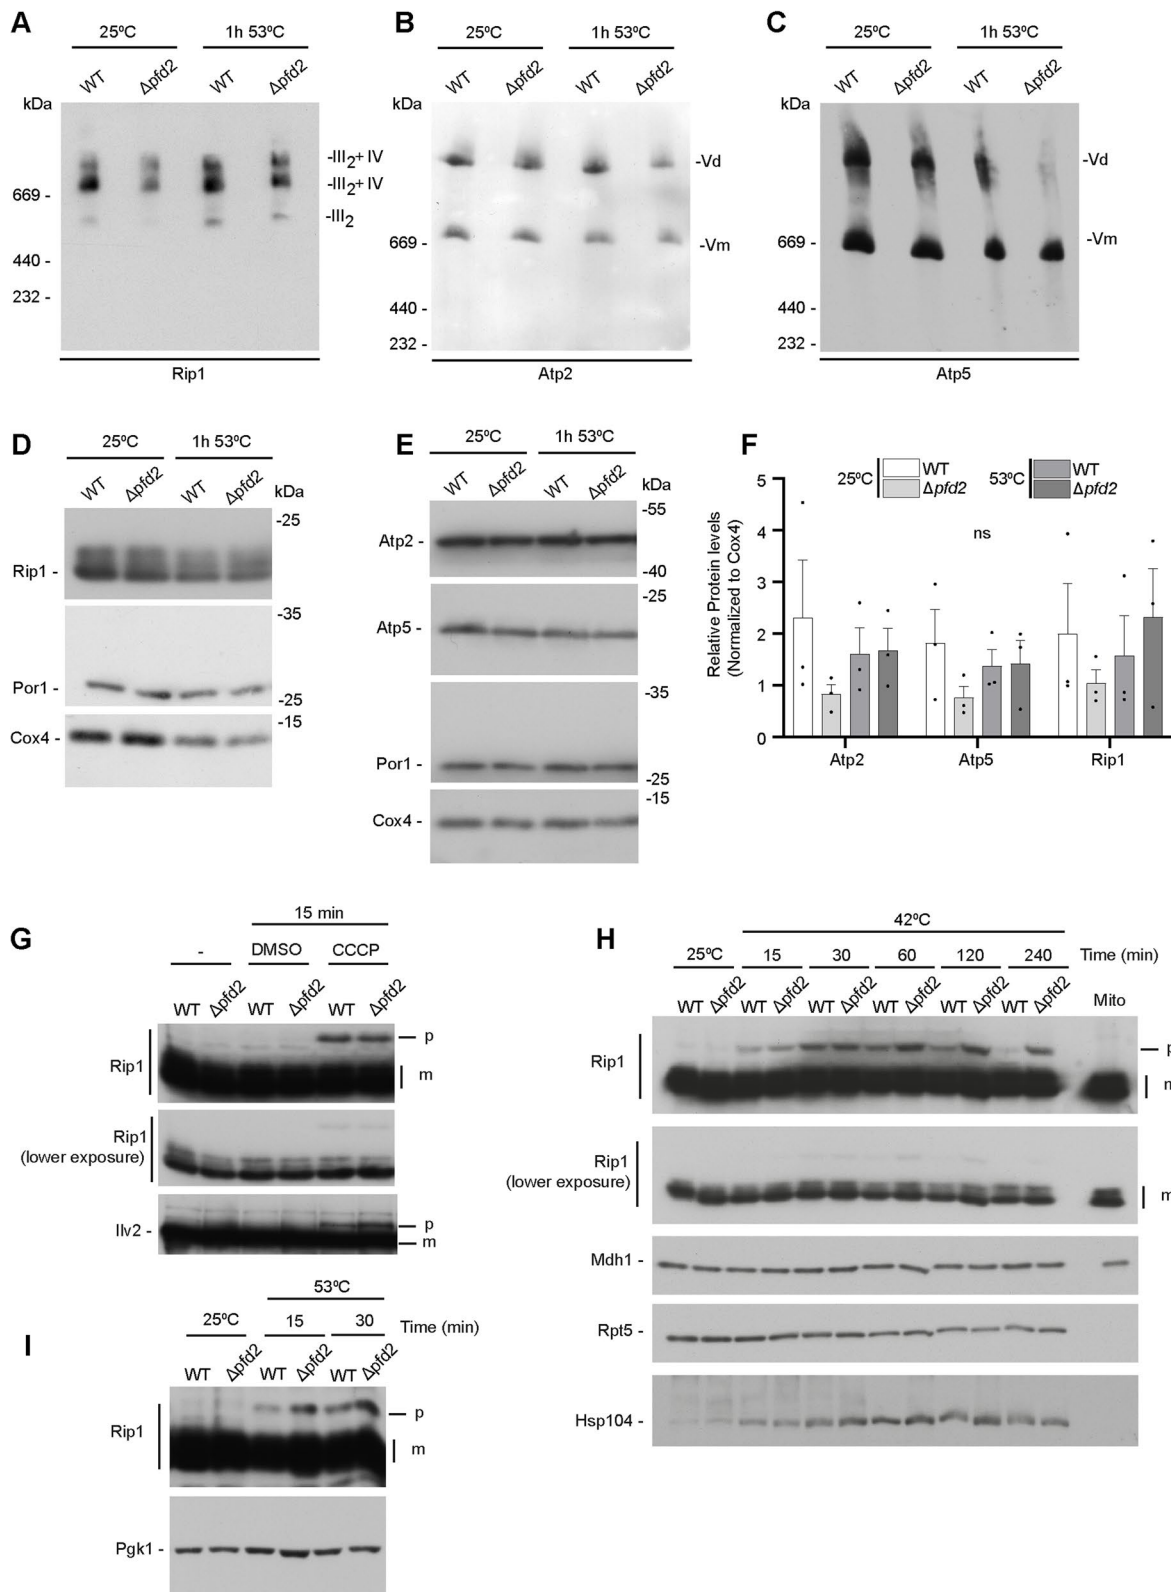 A
25ºC 1h 53ºC
WT Δpfd2 WT Δpfd2
kDa
-III2+ IV
-III2+ IV
669 -
-III2
440 -
232 -
Rip1
B
25ºC 1h 53ºC
WT Δpfd2 WT Δpfd2
kDa
-Vd
669 -
-Vm
440 -
232 -
Atp2
C
25ºC 1h 53ºC
WT Δpfd2 WT Δpfd2
kDa
-Vd
669 -
-Vm
440 -
232 -
Atp5
D
25ºC 1h 53ºC
WT Δpfd2 WT Δpfd2
kDa
-25
Rip1 -
-35
Por1 -
-25
-15
Cox4 -
E
25ºC 1h 53ºC
WT Δpfd2 WT Δpfd2
kDa
-55
Atp2 -
-40
-25
Atp5 -
-35
Por1 -
-25
-15
Cox4 -
F
25ºC WT Δpfd2
53ºC WT Δpfd2
ns
Relative Protein levels
(Normalized to Cox4)
5
4
3
2
1
0
Atp2 Atp5 Rip1
G
15 min
- DMSO CCCP
WT Δpfd2 WT Δpfd2 WT Δpfd2
Rip1
p
m
Rip1
(lower exposure)
Ilv2 -
p
m
H
42ºC
25ºC 15 30 60 120 240 Time (min)
WT Δpfd2 WT Δpfd2 WT Δpfd2 WT Δpfd2 WT Δpfd2 WT Δpfd2 Mito
Rip1
Rip1
(lower exposure)
Mdh1 -
Rpt5 -
Hsp104 -
I
53ºC
25ºC 15 30 Time (min)
WT Δpfd2 WT Δpfd2 WT Δpfd2
Rip1
p
m
Pgk1 -